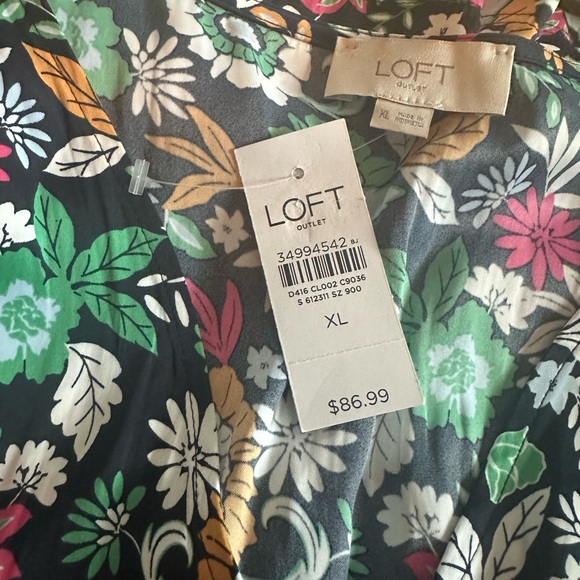 LOFT
OUTLET
XL
MADE IN
INDONESIA
LOFT
OUTLET
34994542 BJ
D416 CL002 C9036
S 612311 SZ 900
XL
$86.99